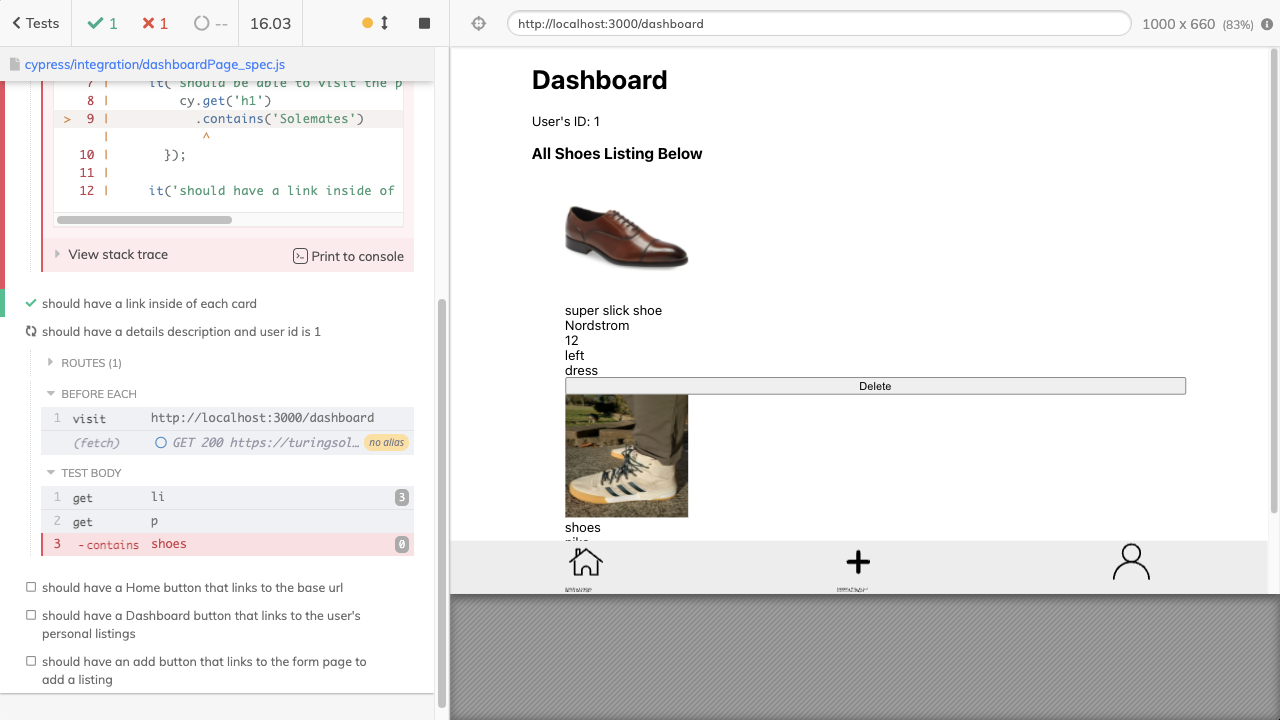 Tests
1
1
--
16.03
http://localhost:3000/dashboard
1000 x 660 (83%)
cypress/integration/dashboardPage_spec.js
7 | it('should be able to visit the p
8 | cy.get('h1')
> 9 | .contains('Solemates')
| ^
10 | });
11 |
12 | it('should have a link inside of
View stack trace
Print to console
should have a link inside of each card
should have a details description and user id is 1
ROUTES (1)
BEFORE EACH
1 visit http://localhost:3000/dashboard
(fetch) GET 200 https://turingsol… no alias
TEST BODY
1 get li 3
2 get p
3 -contains shoes 0
should have a Home button that links to the base url
should have a Dashboard button that links to the user's
personal listings
should have an add button that links to the form page to
add a listing
Dashboard
User's ID: 1
All Shoes Listing Below
super slick shoe
Nordstrom
12
left
dress
Delete
shoes